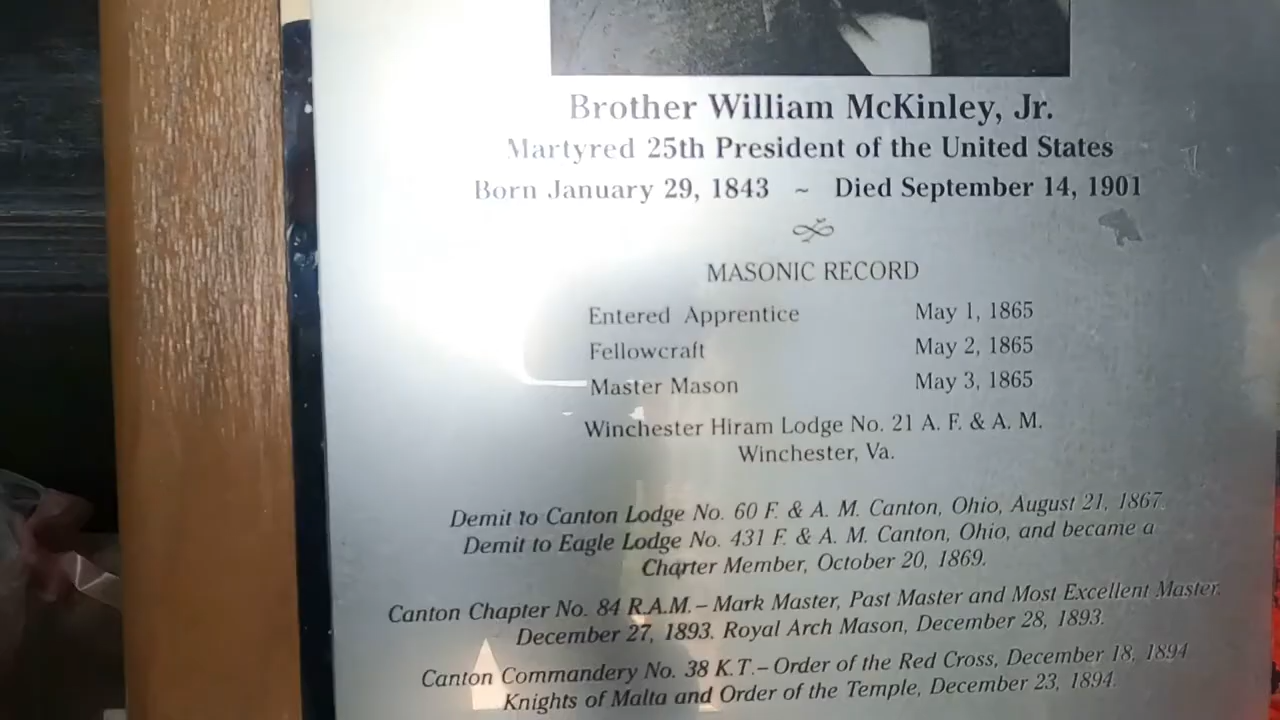 Brother William McKinley, Jr.
Martyred 25th President of the United States
Born January 29, 1843 ~ Died September 14, 1901
MASONIC RECORD
Entered Apprentice May 1, 1865
Fellowcraft May 2, 1865
Master Mason May 3, 1865
Winchester Hiram Lodge No. 21 A. F. & A. M.
Winchester, Va.
Demit to Canton Lodge No. 60 F. & A. M. Canton, Ohio, August 21, 1867.
Demit to Eagle Lodge No. 431 F. & A. M. Canton, Ohio, and became a
Charter Member, October 20, 1869.
Canton Chapter No. 84 R.A.M. – Mark Master, Past Master and Most Excellent Master,
December 27, 1893. Royal Arch Mason, December 28, 1893.
Canton Commandery No. 38 K.T. – Order of the Red Cross, December 18, 1894
Knights of Malta and Order of the Temple, December 23, 1894.